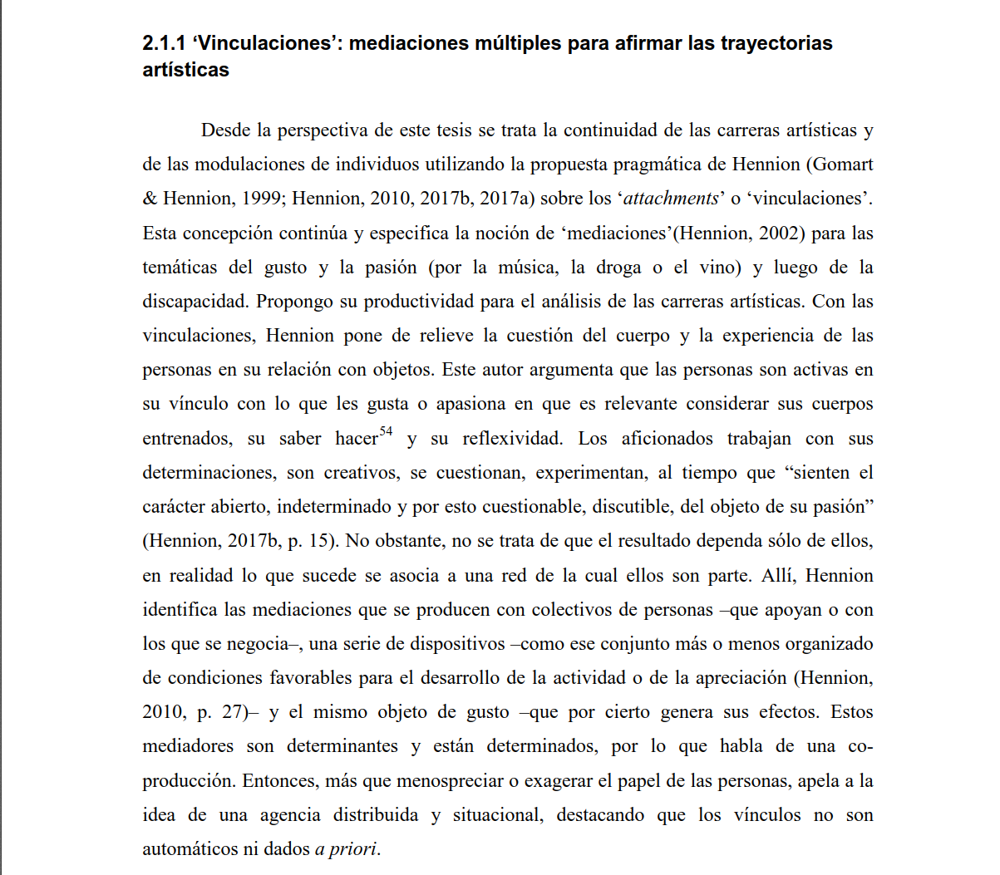 2.1.1 ‘Vinculaciones’: mediaciones múltiples para afirmar las trayectorias
artísticas
Desde la perspectiva de este tesis se trata la continuidad de las carreras artísticas y
de las modulaciones de individuos utilizando la propuesta pragmática de Hennion (Gomart
& Hennion, 1999; Hennion, 2010, 2017b, 2017a) sobre los ‘attachments’ o ‘vinculaciones’.
Esta concepción continúa y especifica la noción de ‘mediaciones’(Hennion, 2002) para las
temáticas del gusto y la pasión (por la música, la droga o el vino) y luego de la
discapacidad. Propongo su productividad para el análisis de las carreras artísticas. Con las
vinculaciones, Hennion pone de relieve la cuestión del cuerpo y la experiencia de las
personas en su relación con objetos. Este autor argumenta que las personas son activas en
su vínculo con lo que les gusta o apasiona en que es relevante considerar sus cuerpos
entrenados, su saber hacer54 y su reflexividad. Los aficionados trabajan con sus
determinaciones, son creativos, se cuestionan, experimentan, al tiempo que “sienten el
carácter abierto, indeterminado y por esto cuestionable, discutible, del objeto de su pasión”
(Hennion, 2017b, p. 15). No obstante, no se trata de que el resultado dependa sólo de ellos,
en realidad lo que sucede se asocia a una red de la cual ellos son parte. Allí, Hennion
identifica las mediaciones que se producen con colectivos de personas –que apoyan o con
los que se negocia–, una serie de dispositivos –como ese conjunto más o menos organizado
de condiciones favorables para el desarrollo de la actividad o de la apreciación (Hennion,
2010, p. 27)– y el mismo objeto de gusto –que por cierto genera sus efectos. Estos
mediadores son determinantes y están determinados, por lo que habla de una co-
producción. Entonces, más que menospreciar o exagerar el papel de las personas, apela a la
idea de una agencia distribuida y situacional, destacando que los vínculos no son
automáticos ni dados a priori.